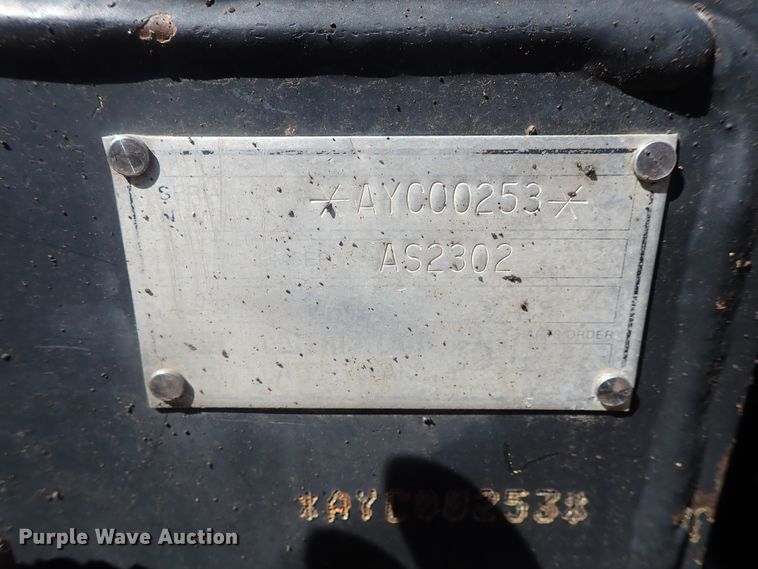 S
N
*AYC00253*
AS2302
ORDER
*AYC00253*
Purple Wave Auction